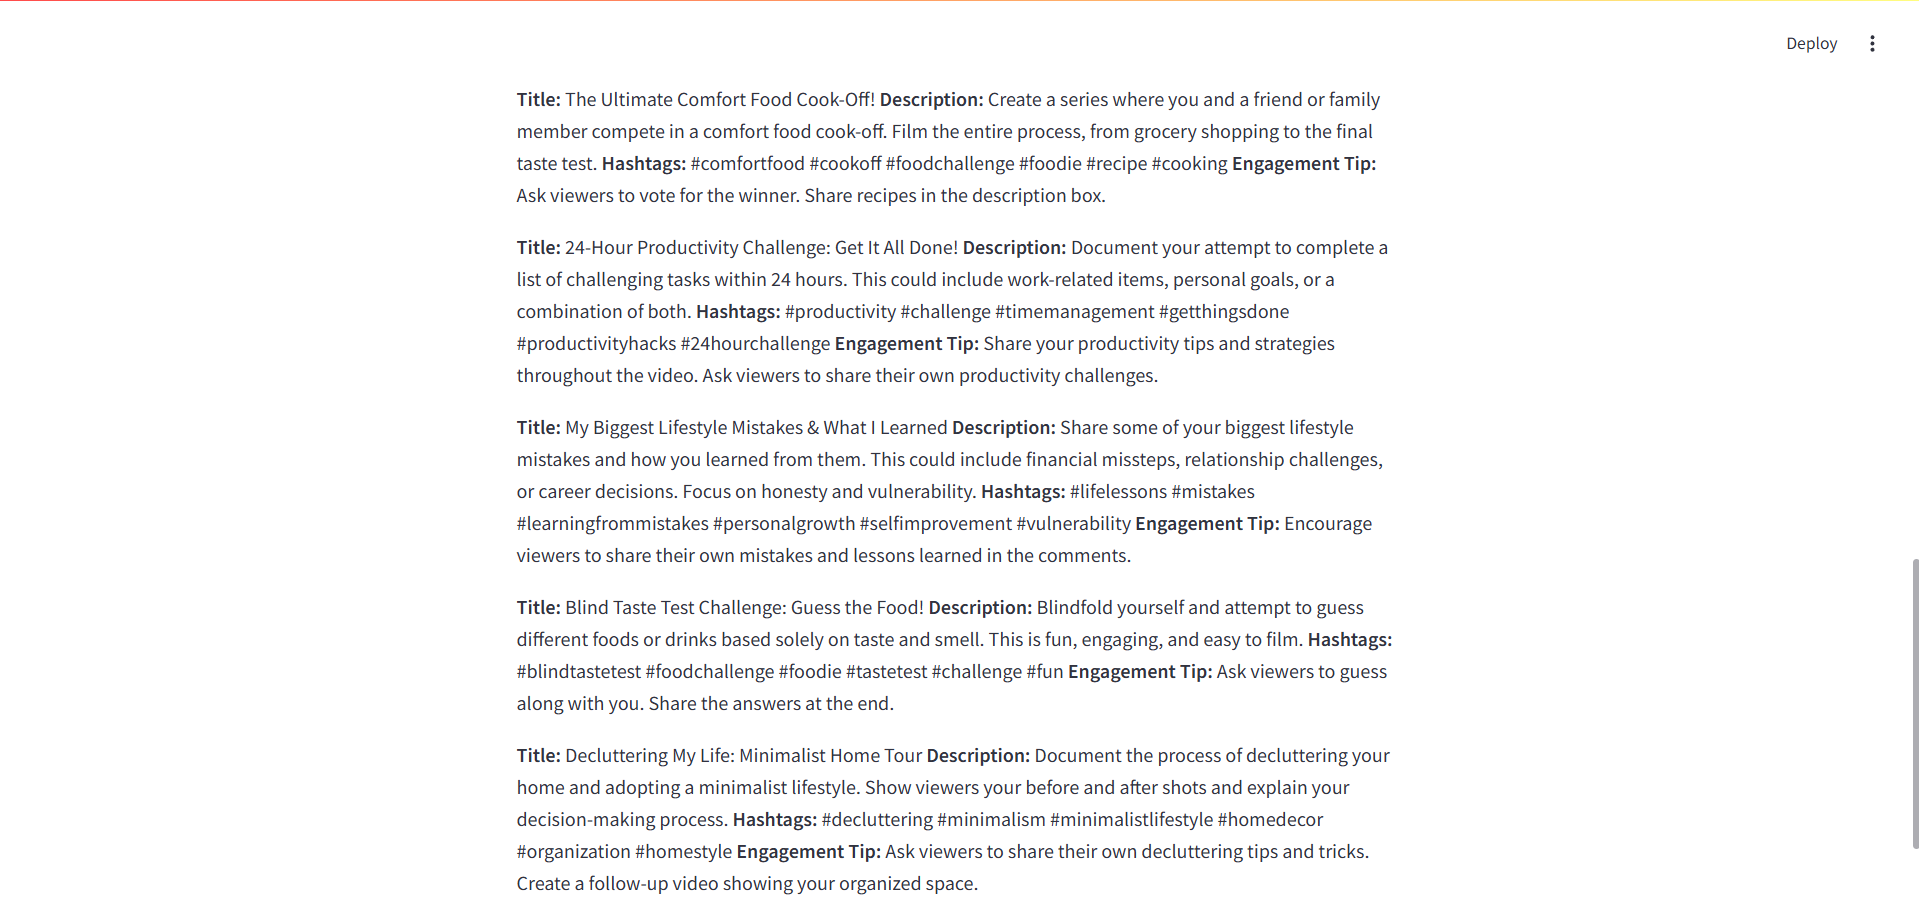 Deploy
Title: The Ultimate Comfort Food Cook-Off! Description: Create a series where you and a friend or family
member compete in a comfort food cook-off. Film the entire process, from grocery shopping to the final
taste test. Hashtags: #comfortfood #cookoff #foodchallenge #foodie #recipe #cooking Engagement Tip:
Ask viewers to vote for the winner. Share recipes in the description box.
Title: 24-Hour Productivity Challenge: Get It All Done! Description: Document your attempt to complete a
list of challenging tasks within 24 hours. This could include work-related items, personal goals, or a
combination of both. Hashtags: #productivity #challenge #timemanagement #getthingsdone
#productivityhacks #24hourchallenge Engagement Tip: Share your productivity tips and strategies
throughout the video. Ask viewers to share their own productivity challenges.
Title: My Biggest Lifestyle Mistakes & What I Learned Description: Share some of your biggest lifestyle
mistakes and how you learned from them. This could include financial missteps, relationship challenges,
or career decisions. Focus on honesty and vulnerability. Hashtags: #lifelessons #mistakes
#learningfrommistakes #personalgrowth #selfimprovement #vulnerability Engagement Tip: Encourage
viewers to share their own mistakes and lessons learned in the comments.
Title: Blind Taste Test Challenge: Guess the Food! Description: Blindfold yourself and attempt to guess
different foods or drinks based solely on taste and smell. This is fun, engaging, and easy to film. Hashtags:
#blindtastetest #foodchallenge #foodie #tastetest #challenge #fun Engagement Tip: Ask viewers to guess
along with you. Share the answers at the end.
Title: Decluttering My Life: Minimalist Home Tour Description: Document the process of decluttering your
home and adopting a minimalist lifestyle. Show viewers your before and after shots and explain your
decision-making process. Hashtags: #decluttering #minimalism #minimalistlifestyle #homedecor
#organization #homestyle Engagement Tip: Ask viewers to share their own decluttering tips and tricks.
Create a follow-up video showing your organized space.